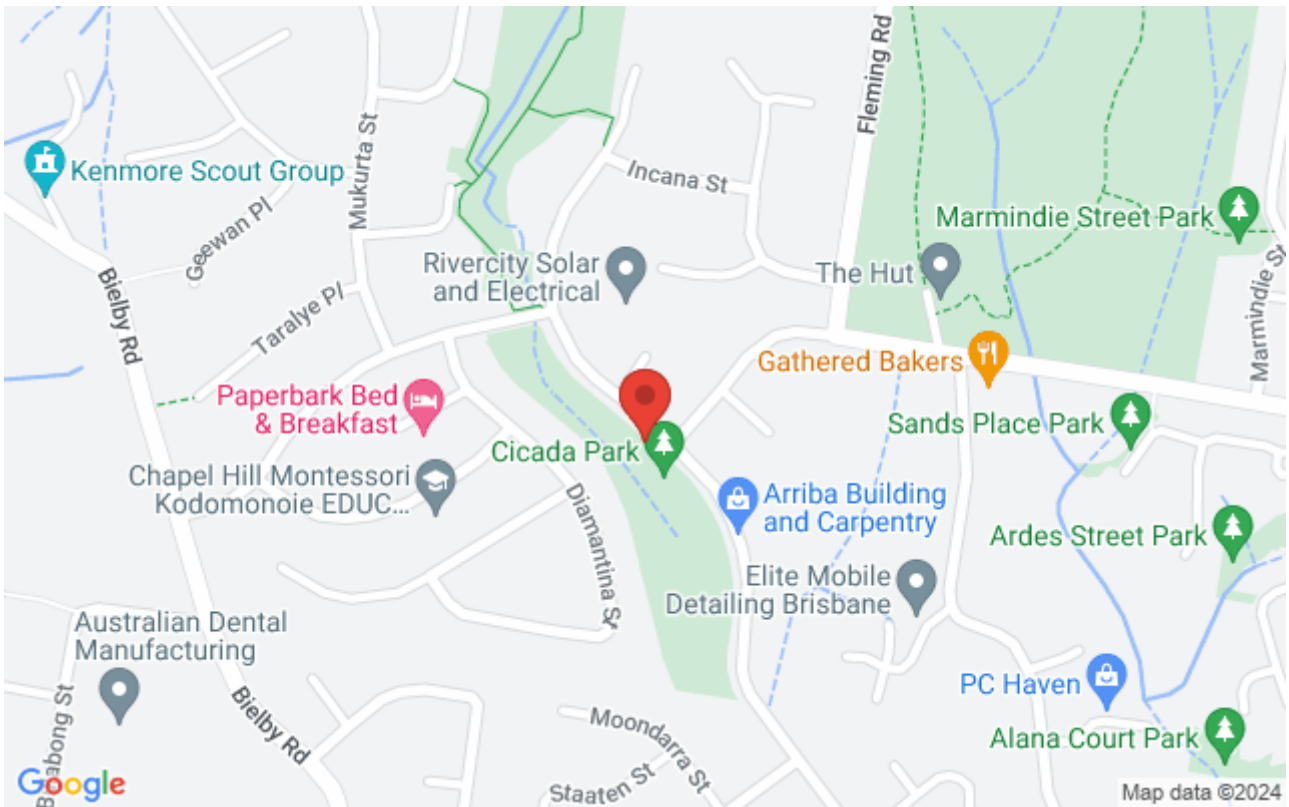 Fleming Rd
Kenmore Scout Group
Mukurta St
Incana St
Marmindie Street Park
Geewan Pl
Rivercity Solar
and Electrical
The Hut
Marmindie St
Bielby Rd
Taralye Pl
Gathered Bakers
Paperbark Bed
& Breakfast
Sands Place Park
Cicada Park
Chapel Hill Montessori
Kodomonoie EDUC...
Diamantina S
Arriba Building
and Carpentry
Ardes Street Park
Elite Mobile
Detailing Brisbane
Australian Dental
Manufacturing
PC Haven
Bielby Rd
Moondarra St
Alana Court Park
Staaten St
Google
Map data ©2024